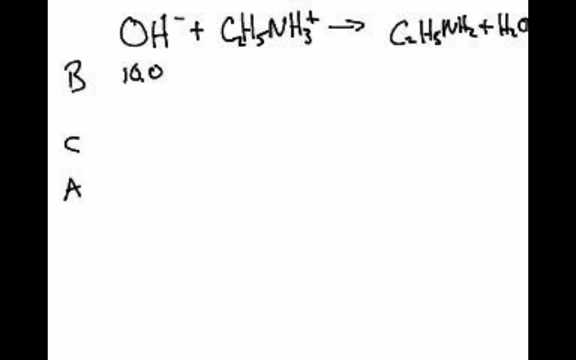 OH⁻ + C₂H₅NH₃⁺ → C₂H₅NH₂ + H₂O
B 10.0
C
A